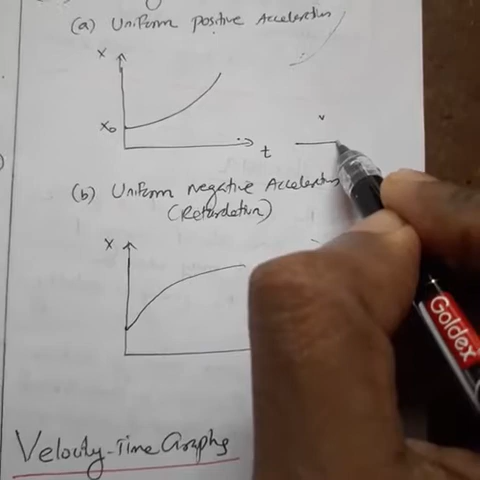 (a) Uniform positive Acceleration
x
x₀
t
v
(b) Uniform negative Acceleration
(Retardation)
x
Goldex
Velocity-Time Graphs